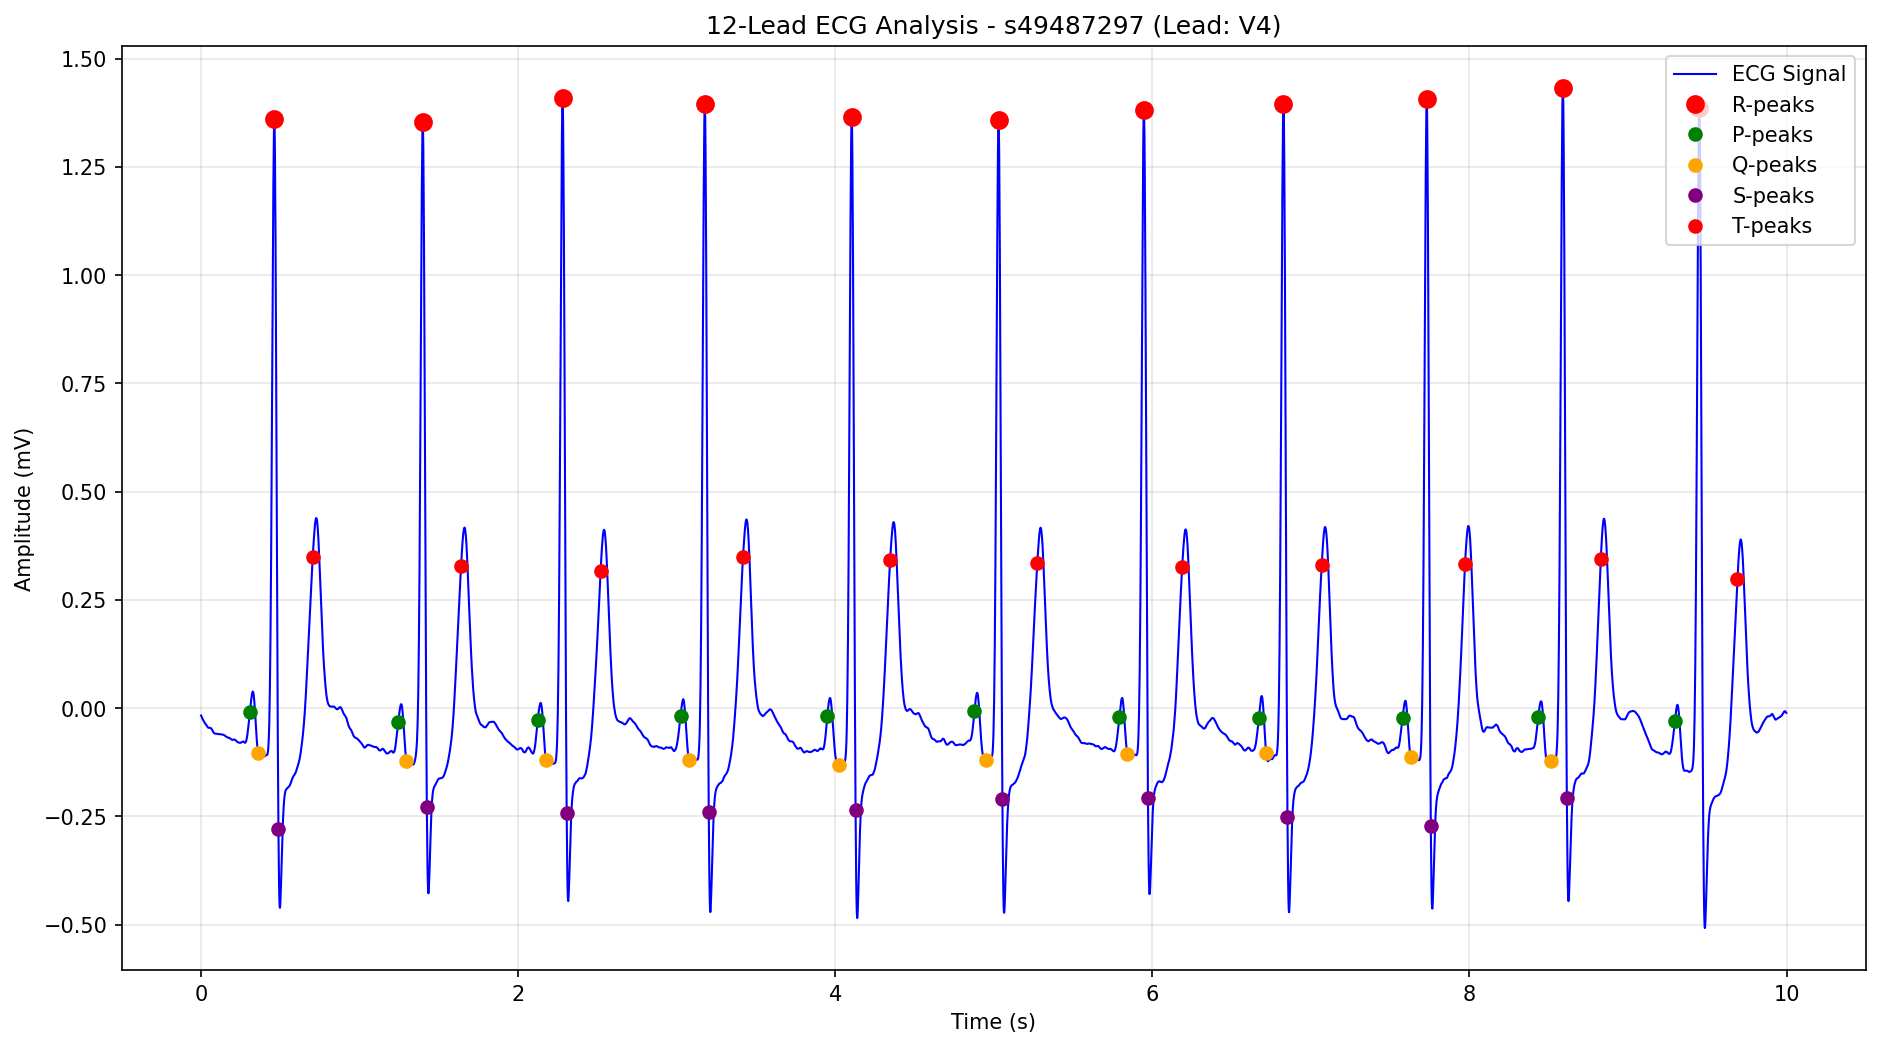 12-Lead ECG Analysis - s49487297 (Lead: V4)
ECG Signal
R-peaks
P-peaks
Q-peaks
S-peaks
T-peaks
Amplitude (mV)
1.50
1.25
1.00
0.75
0.50
0.25
0.00
−0.25
−0.50
0
2
4
6
8
10
Time (s)